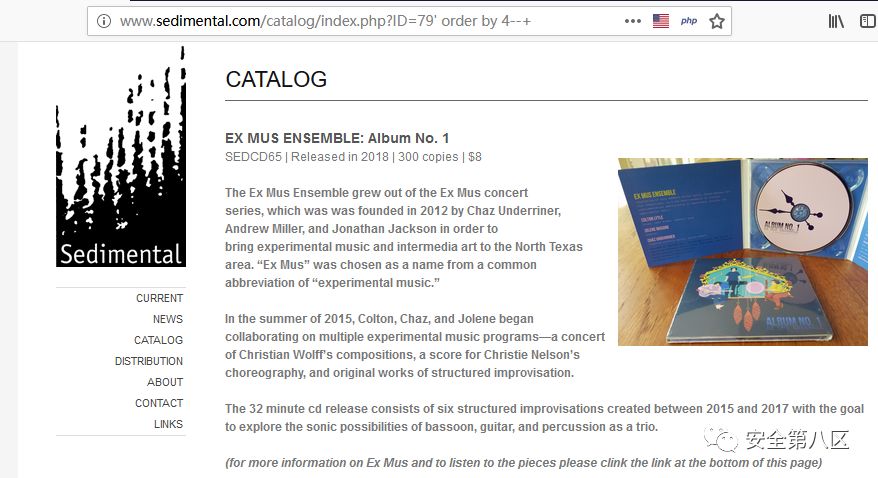 www.sedimental.com/catalog/index.php?ID=79' order by 4--+
php
CATALOG
EX MUS ENSEMBLE: Album No. 1
SEDCD65 | Released in 2018 | 300 copies | $8
The Ex Mus Ensemble grew out of the Ex Mus concert
series, which was was founded in 2012 by Chaz Underriner,
Andrew Miller, and Jonathan Jackson in order to
bring experimental music and intermedia art to the North Texas
area. “Ex Mus” was chosen as a name from a common
abbreviation of “experimental music.”
In the summer of 2015, Colton, Chaz, and Jolene began
collaborating on multiple experimental music programs—a concert
of Christian Wolff’s compositions, a score for Christie Nelson’s
choreography, and original works of structured improvisation.
The 32 minute cd release consists of six structured improvisations created between 2015 and 2017 with the goal
to explore the sonic possibilities of bassoon, guitar, and percussion as a trio.
(for more information on Ex Mus and to listen to the pieces please clink the link at the bottom of this page)
Sedimental
CURRENT
NEWS
CATALOG
DISTRIBUTION
ABOUT
CONTACT
LINKS
EX MUS ENSEMBLE
COLTON LYTLE
CHAZ UNDERRINER
ALBUM NO. 1
ALBUM NO. 1
安全第八区